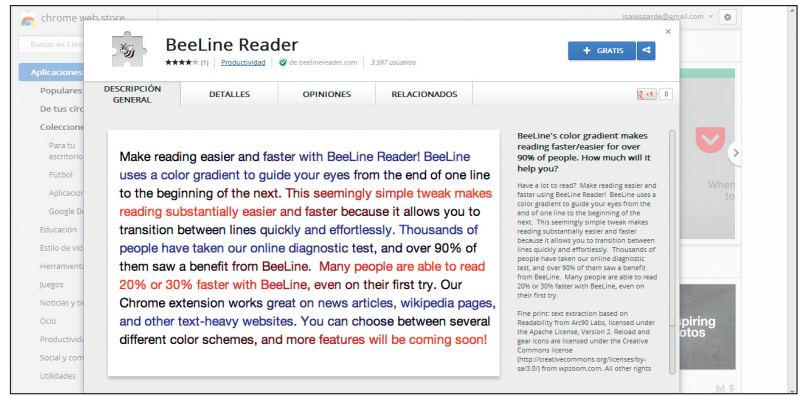 chrome web store
isaiasgarde@gmail.com
Buscar en Chro
Aplicaciones
Populares
De tus círc
Coleccione
Para tu
escritorio
Fútbol
Aplicacior
Google Dr
Educación
Estilo de vid
Herramienta
Juegos
Noticias y ti
Ocio
Productivida
Social y com
Utilidades
BeeLine Reader
(1) Productividad de beelinereader.com 3.597 usuarios
+ GRATIS
DESCRIPCIÓN GENERAL
DETALLES
OPINIONES
RELACIONADOS
+1 0
Make reading easier and faster with BeeLine Reader! BeeLine
uses a color gradient to guide your eyes from the end of one line
to the beginning of the next. This seemingly simple tweak makes
reading substantially easier and faster because it allows you to
transition between lines quickly and effortlessly. Thousands of
people have taken our online diagnostic test, and over 90% of
them saw a benefit from BeeLine. Many people are able to read
20% or 30% faster with BeeLine, even on their first try. Our
Chrome extension works great on news articles, wikipedia pages,
and other text-heavy websites. You can choose between several
different color schemes, and more features will be coming soon!
BeeLine's color gradient makes
reading faster/easier for over
90% of people. How much will it
help you?
Have a lot to read? Make reading easier and
faster using BeeLine Reader! BeeLine uses a
color gradient to guide your eyes from the
end of one line to the beginning of the
next. This seemingly simple tweak makes
reading substantially easier and faster
because it allows you to transition between
lines quickly and effortlessly. Thousands of
people have taken our online diagnostic
test, and over 90% of them saw a benefit
from BeeLine. Many people are able to read
20% or 30% faster with BeeLine, even on
their first try.
Fine print: text extraction based on
Readability from Arc90 Labs, licensed under
the Apache License, Version 2. Reload and
gear icons are licensed under the Creative
Commons license
(http://creativecommons.org/licenses/by-
sa/3.0/) from wpzoom.com. All other rights
When
to
spiring
otos